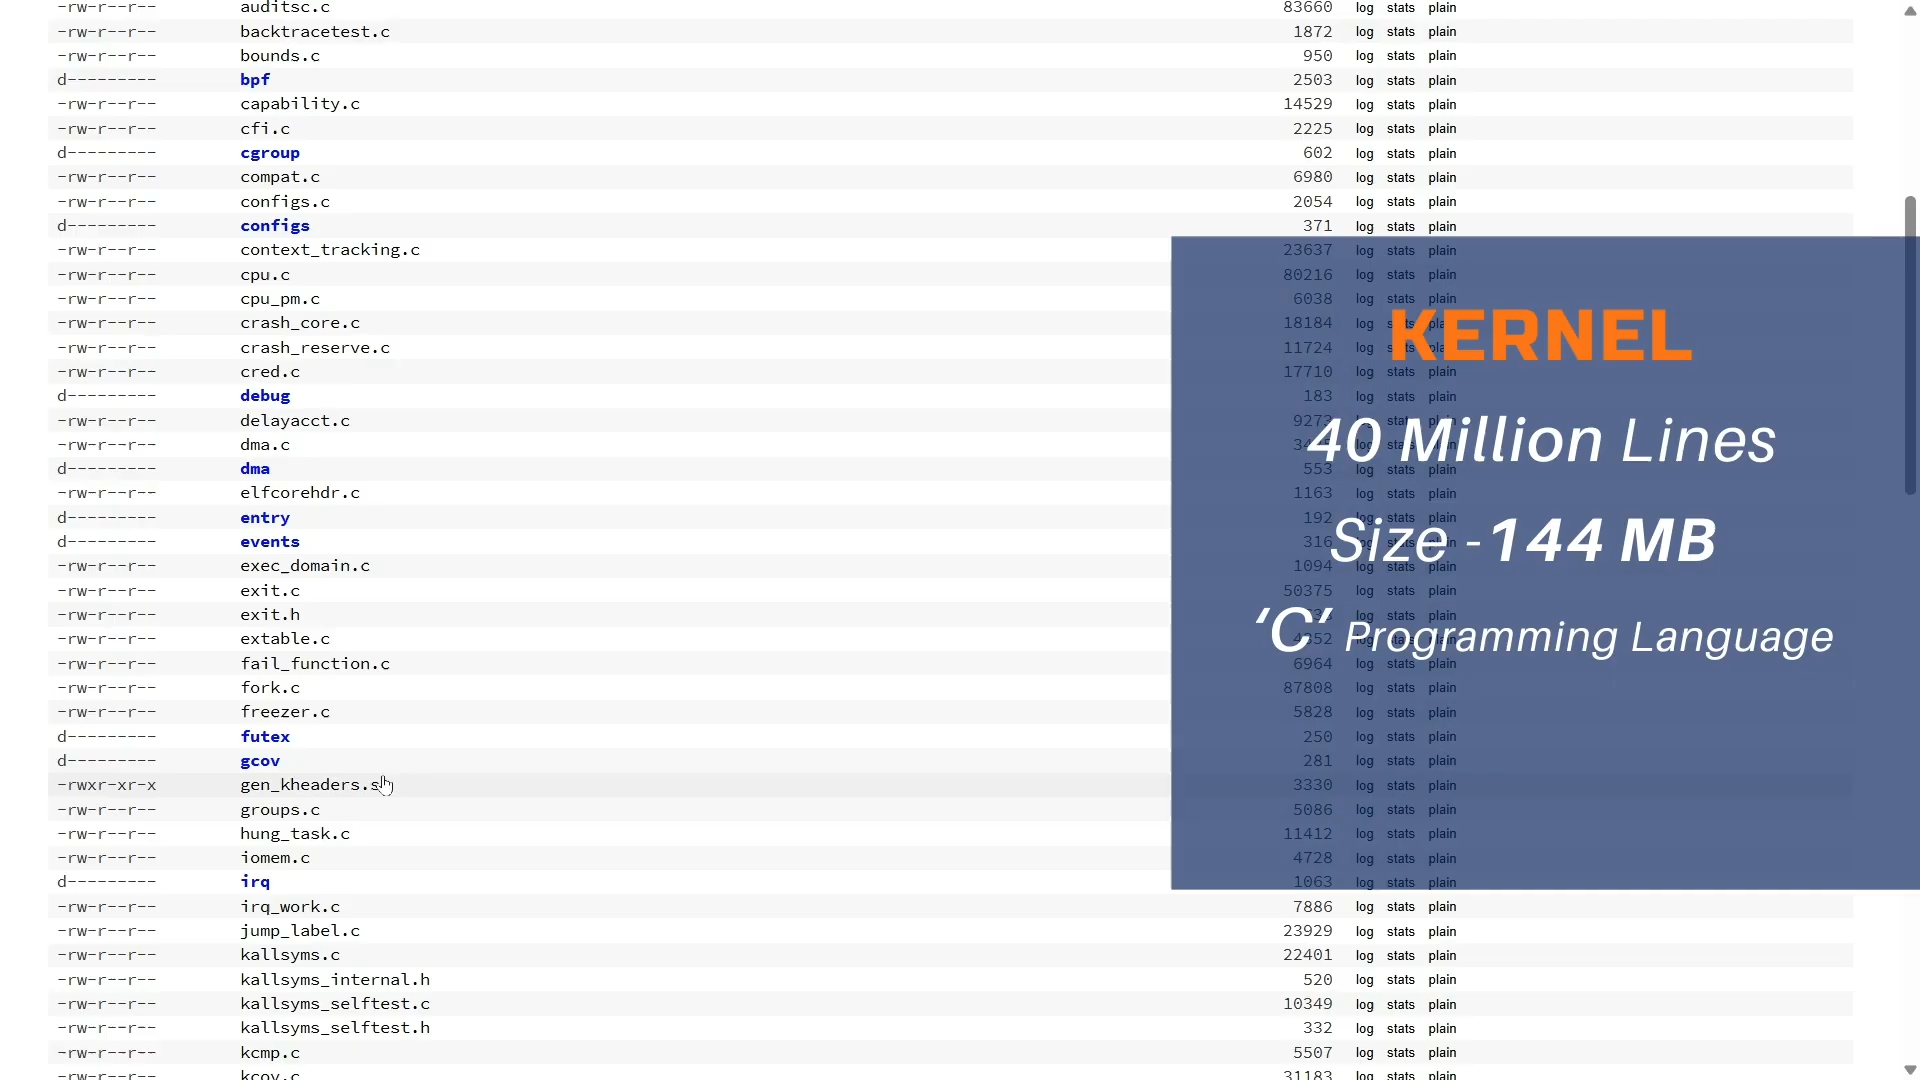 -rw-r--r-- auditsc.c 83660 log stats plain
-rw-r--r-- backtracetest.c 1872 log stats plain
-rw-r--r-- bounds.c 950 log stats plain
d--------- bpf 2503 log stats plain
-rw-r--r-- capability.c 14529 log stats plain
-rw-r--r-- cfi.c 2225 log stats plain
d--------- cgroup 602 log stats plain
-rw-r--r-- compat.c 6980 log stats plain
-rw-r--r-- configs.c 2054 log stats plain
d--------- configs 371 log stats plain
-rw-r--r-- context_tracking.c 23637 log stats plain
-rw-r--r-- cpu.c 80216 log stats plain
-rw-r--r-- cpu_pm.c 6038 log stats plain
-rw-r--r-- crash_core.c 18184 log
-rw-r--r-- crash_reserve.c 11724 log
-rw-r--r-- cred.c 17710 log stats plain
d--------- debug 183 log stats plain
-rw-r--r-- delayacct.c 9273 stats plain
-rw-r--r-- dma.c
d--------- dma 553 log stats plain
-rw-r--r-- elfcorehdr.c 1163 log stats plain
d--------- entry 192 log stats plain
d--------- events 316
-rw-r--r-- exec_domain.c 1094 log stats plain
-rw-r--r-- exit.c 50375 log stats plain
-rw-r--r-- exit.h log stats plain
-rw-r--r-- extable.c
-rw-r--r-- fail_function.c 6964 log stats plain
-rw-r--r-- fork.c 87808 log stats plain
-rw-r--r-- freezer.c 5828 log stats plain
d--------- futex 250 log stats plain
d--------- gcov 281 log stats plain
-rwxr-xr-x 3330 log stats plain
-rw-r--r-- groups.c 5086 log stats plain
-rw-r--r-- hung_task.c 11412 log stats plain
-rw-r--r-- iomem.c 4728 log stats plain
d--------- irq 1063 log stats plain
-rw-r--r-- irq_work.c 7886 log stats plain
-rw-r--r-- jump_label.c 23929 log stats plain
-rw-r--r-- kallsyms.c 22401 log stats plain
-rw-r--r-- kallsyms_internal.h 520 log stats plain
-rw-r--r-- kallsyms_selftest.c 10349 log stats plain
-rw-r--r-- kallsyms_selftest.h 332 log stats plain
-rw-r--r-- kcmp.c 5507 log stats plain
-rw-r--r-- kcov.c 31183 log stats plain
KERNEL
40 Million Lines
Size -144 MB
‘C’ Programming Language